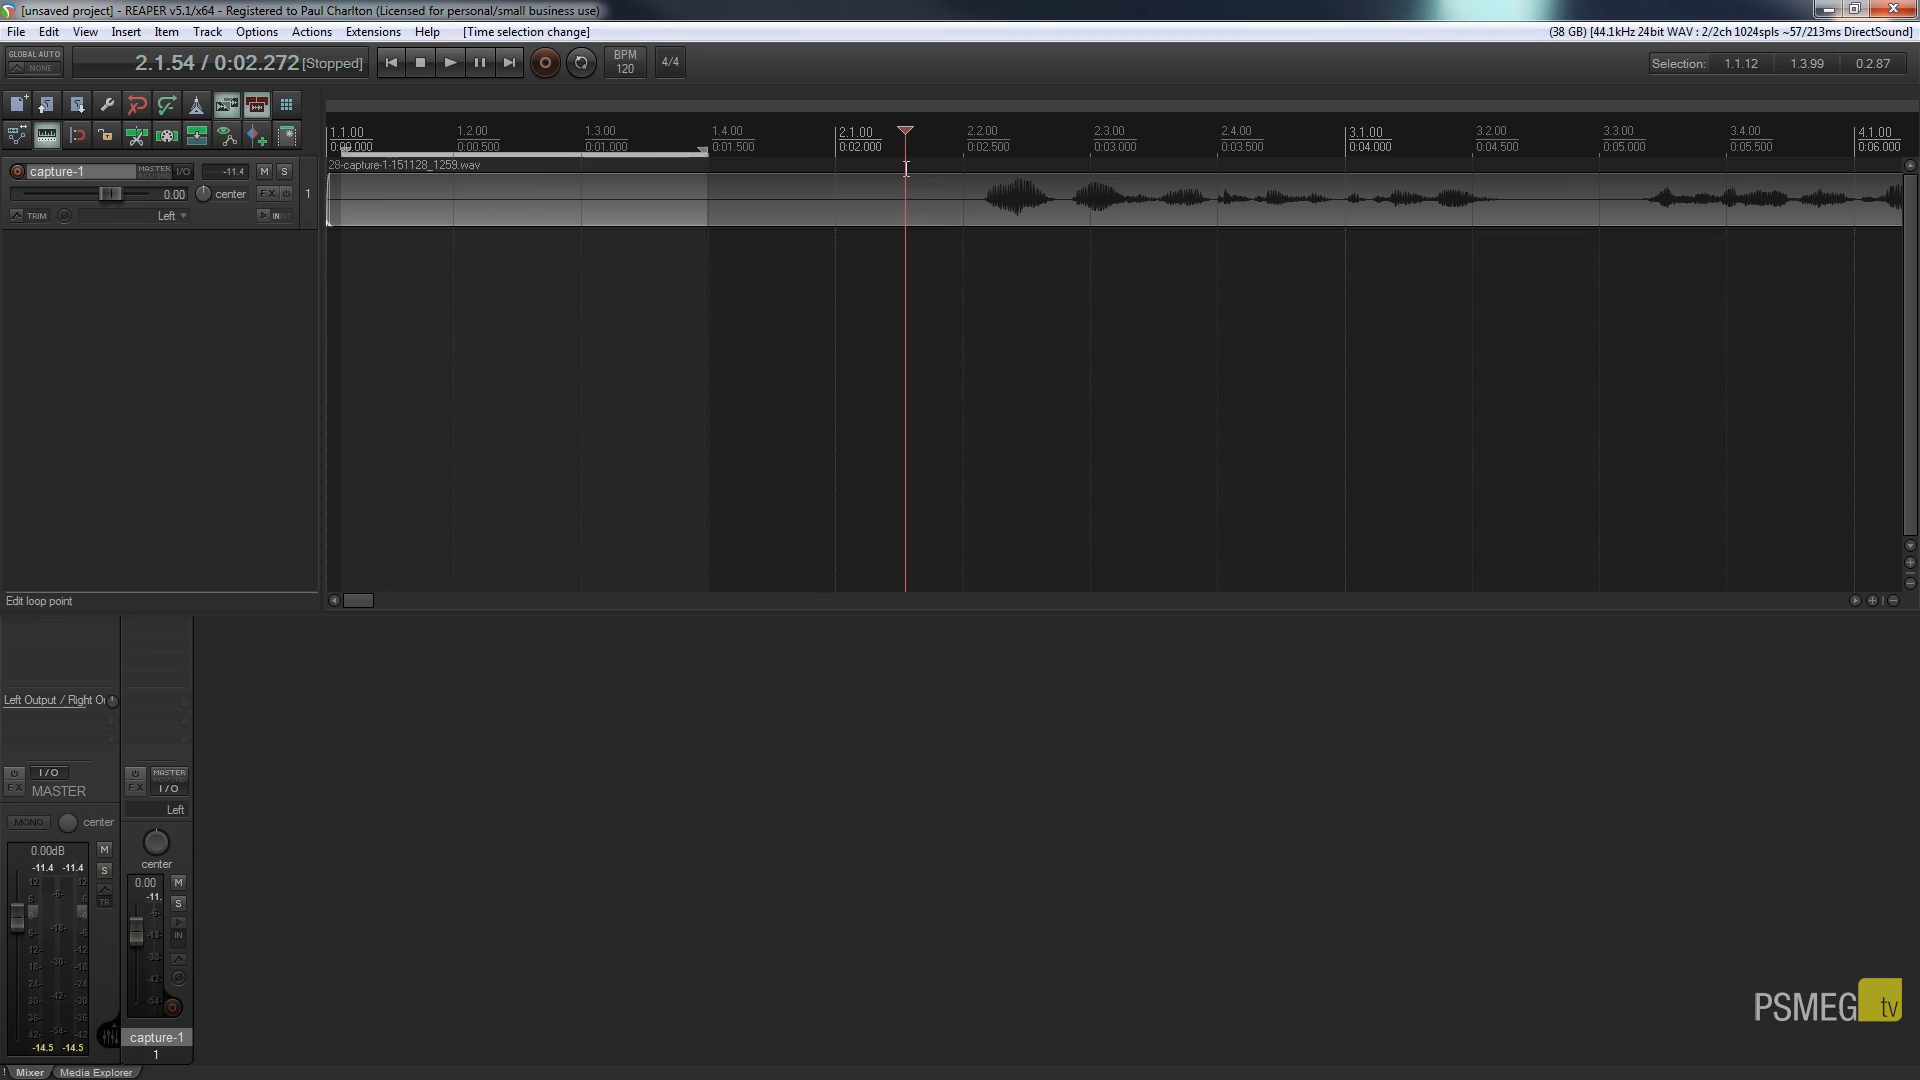 [unsaved project] - REAPER v5.1/x64 - Registered to Paul Charlton (Licensed for personal/small business use)
File Edit View Insert Item Track Options Actions Extensions Help [Time selection change] (38 GB) [44.1kHz 24bit WAV : 2/2ch 1024spls ~57/213ms DirectSound]
GLOBAL AUTO
NONE
2.1.54 / 0:02.272 [Stopped]
BPM
120
4/4
Selection: 1.1.12 1.3.99 0.2.87
1.1.00 1.2.00 1.3.00 1.4.00 2.1.00 2.2.00 2.3.00 2.4.00 3.1.00 3.2.00 3.3.00 3.4.00 4.1.00
0:00.000 0:00.500 0:01.000 0:01.500 0:02.000 0:02.500 0:03.000 0:03.500 0:04.000 0:04.500 0:05.000 0:05.500 0:06.000
28-capture-1-151128_1259.wav
capture-1 MASTER I/O -11.4 M S
0.00 center FX 1
TRIM Left IN
Edit loop point
Left Output / Right Ou
I/O
FX MASTER
MONO center
0.00dB M
-11.4 -11.4 S
TR
-14.5 -14.5
MASTER
FX I/O
Left
center
0.00 M
-11. S
IN
capture-1
1
! Mixer Media Explorer
PSMEG tv